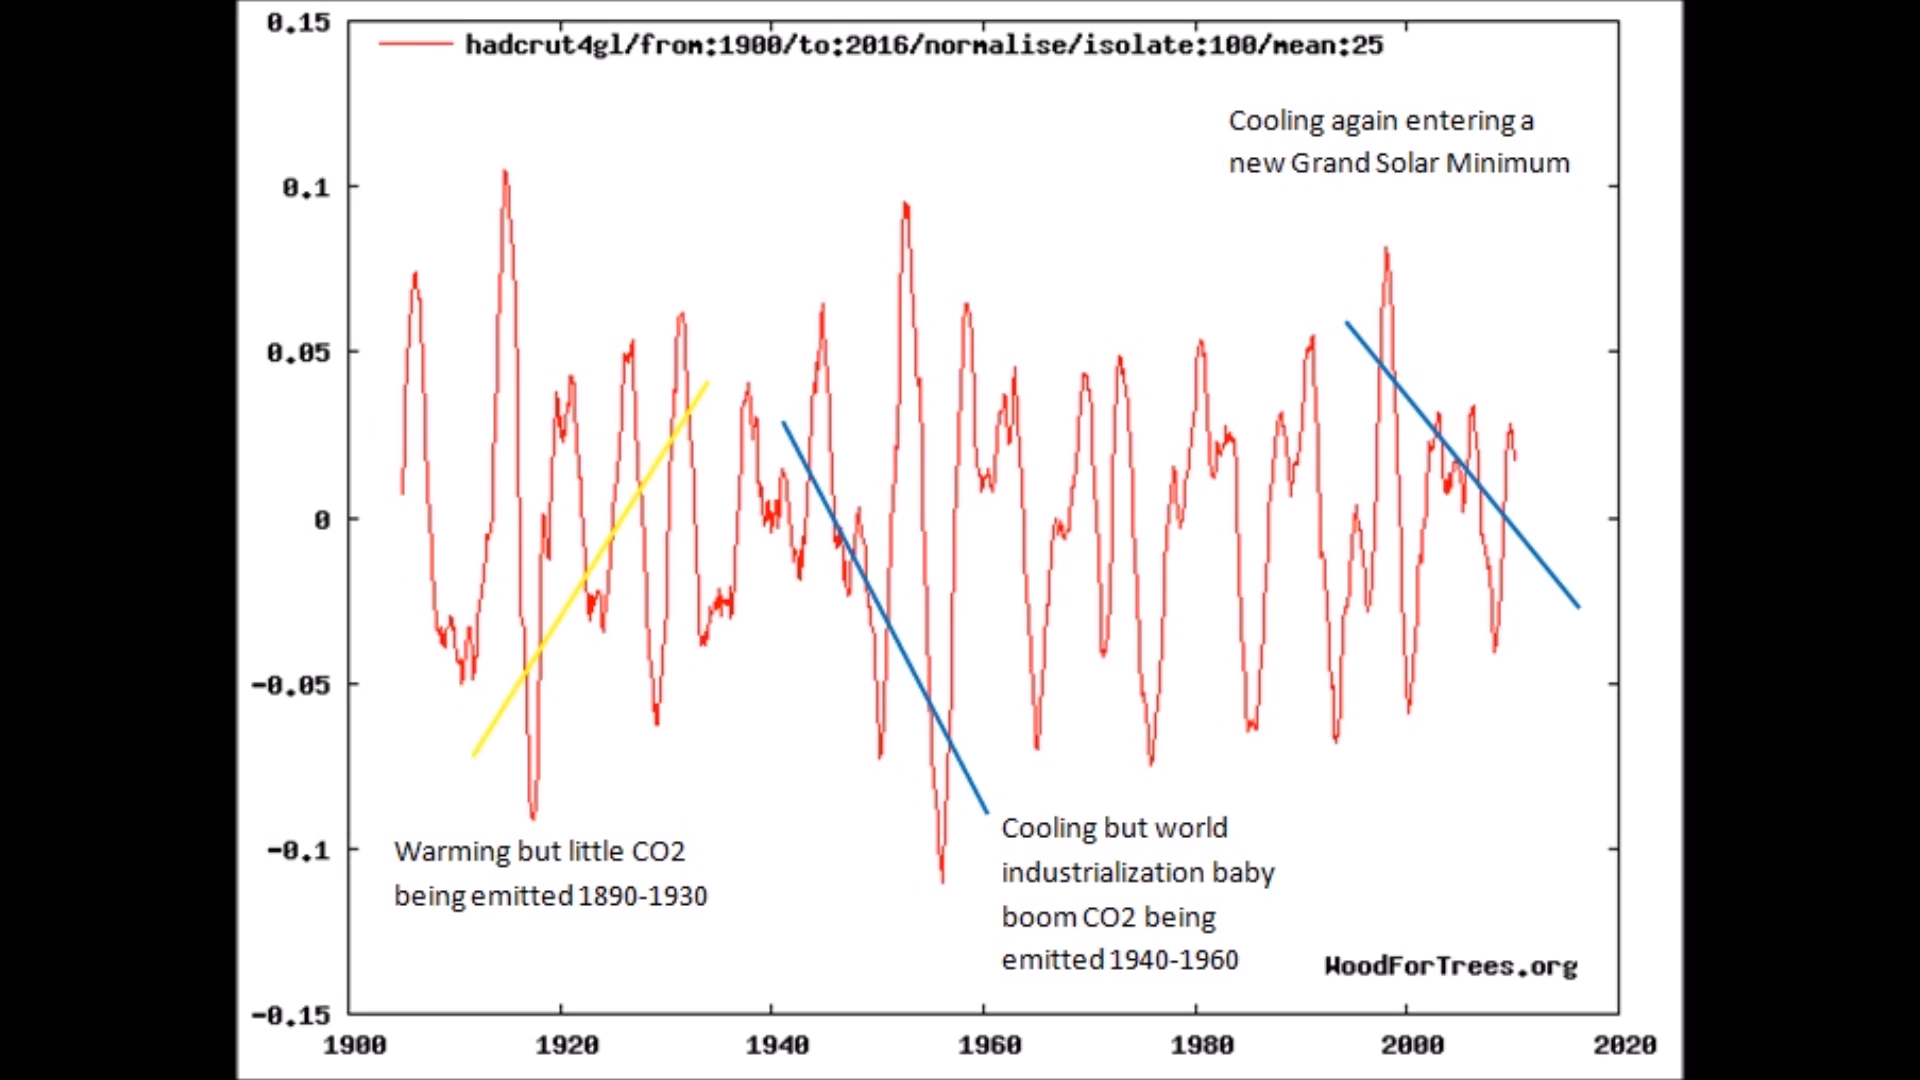 0.15
hadcrut4gl/from:1900/to:2016/normalise/isolate:100/mean:25
Cooling again entering a
new Grand Solar Minimum
0.1
0.05
0
-0.05
-0.1
Warming but little CO2
being emitted 1890-1930
Cooling but world
industrialization baby
boom CO2 being
emitted 1940-1960
WoodForTrees.org
-0.15
1900 1920 1940 1960 1980 2000 2020